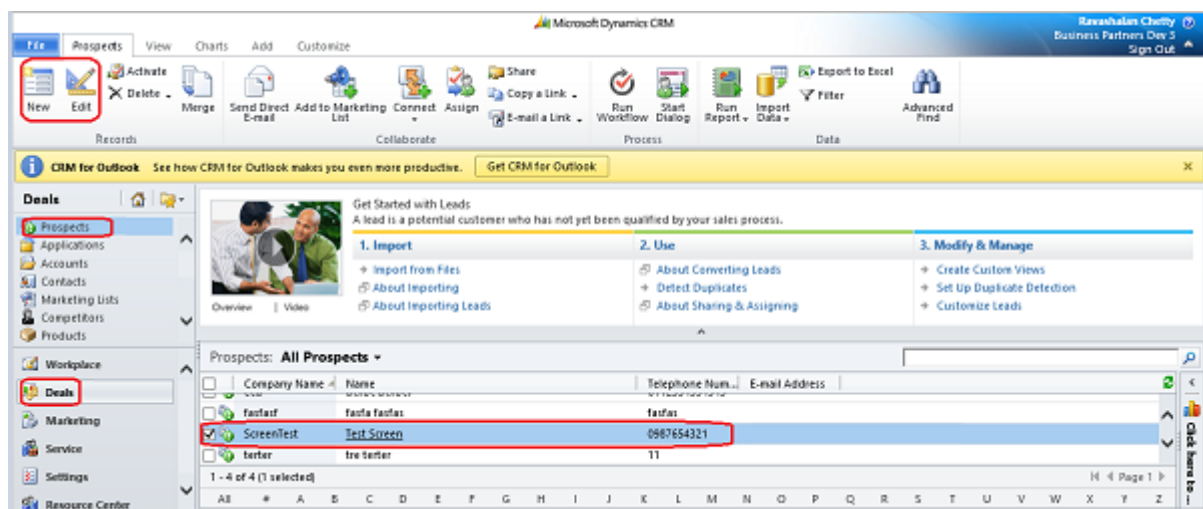 Microsoft Dynamics CRM
Ravashalan Chetty
Business Partners Dev 3
Sign Out
File Prospects View Charts Add Customize
New Edit Activate Delete Merge Send Direct E-mail Add to Marketing List Connect Assign Share Copy a Link E-mail a Link Run Workflow Start Dialog Run Report Import Data Export to Excel Filter Advanced Find
Records Collaborate Process Data
CRM for Outlook See how CRM for Outlook makes you even more productive. Get CRM for Outlook
Deals
Prospects
Applications
Accounts
Contacts
Marketing Lists
Competitors
Products
Workplace
Deals
Marketing
Service
Settings
Resource Center
Get Started with Leads
A lead is a potential customer who has not yet been qualified by your sales process.
Overview | Video
1. Import
Import from Files
About Importing
About Importing Leads
2. Use
About Converting Leads
Detect Duplicates
About Sharing & Assigning
3. Modify & Manage
Create Custom Views
Set Up Duplicate Detection
Customize Leads
Prospects: All Prospects
Company Name Name Telephone Num... E-mail Address
fasfasf fasfa fasfas fasfas
ScreenTest Test Screen 0987654321
terter tre terter 11
1 - 4 of 4 (1 selected) Page 1
All # A B C D E F G H I J K L M N O P Q R S T U V W X Y Z
Click here to